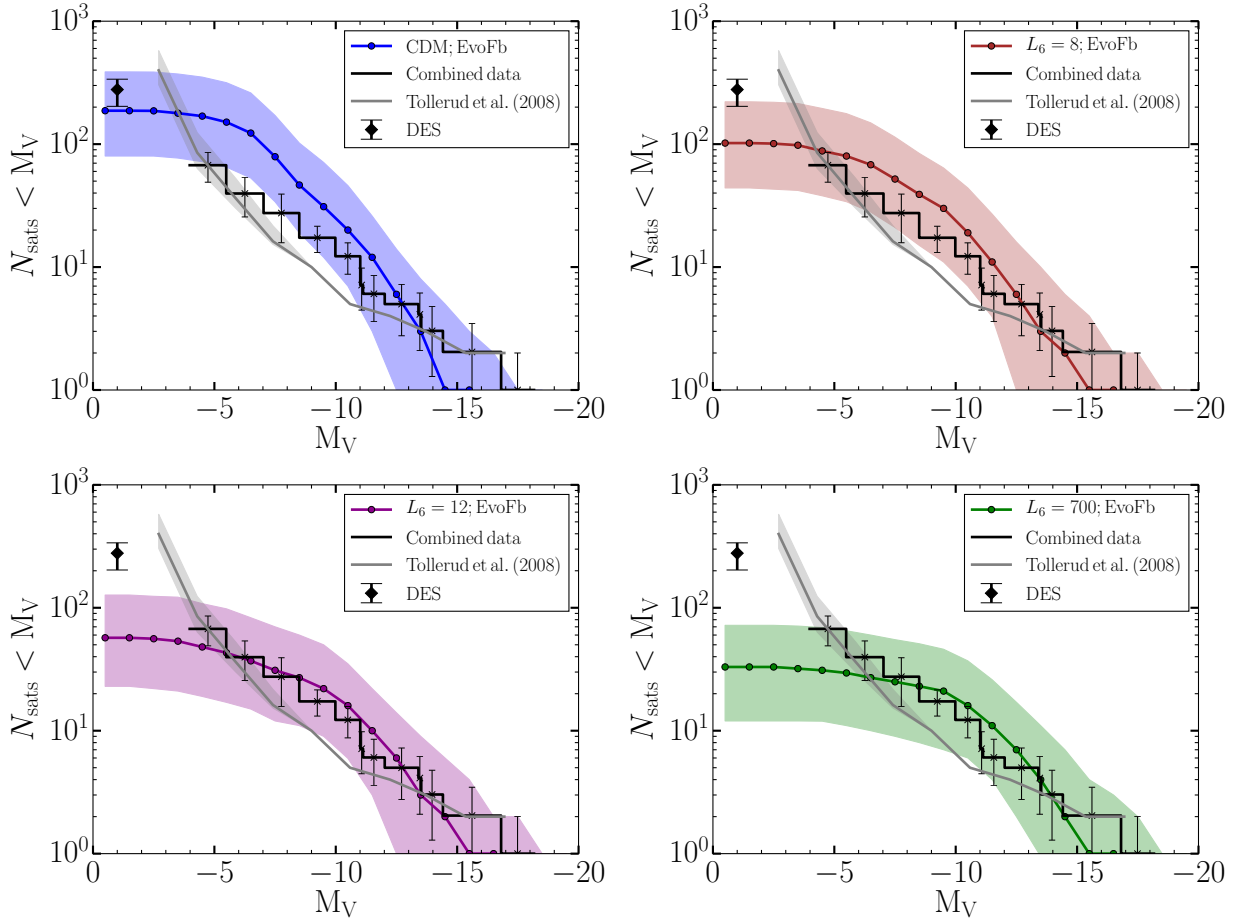 10³
10²
10¹
10⁰
N_sats < M_V
CDM; EvoFb
Combined data
Tollerud et al. (2008)
DES
0 −5 −10 −15 −20
M_V
10³
10²
10¹
10⁰
N_sats < M_V
L₆ = 8; EvoFb
Combined data
Tollerud et al. (2008)
DES
0 −5 −10 −15 −20
M_V
10³
10²
10¹
10⁰
N_sats < M_V
L₆ = 12; EvoFb
Combined data
Tollerud et al. (2008)
DES
0 −5 −10 −15 −20
M_V
10³
10²
10¹
10⁰
N_sats < M_V
L₆ = 700; EvoFb
Combined data
Tollerud et al. (2008)
DES
0 −5 −10 −15 −20
M_V